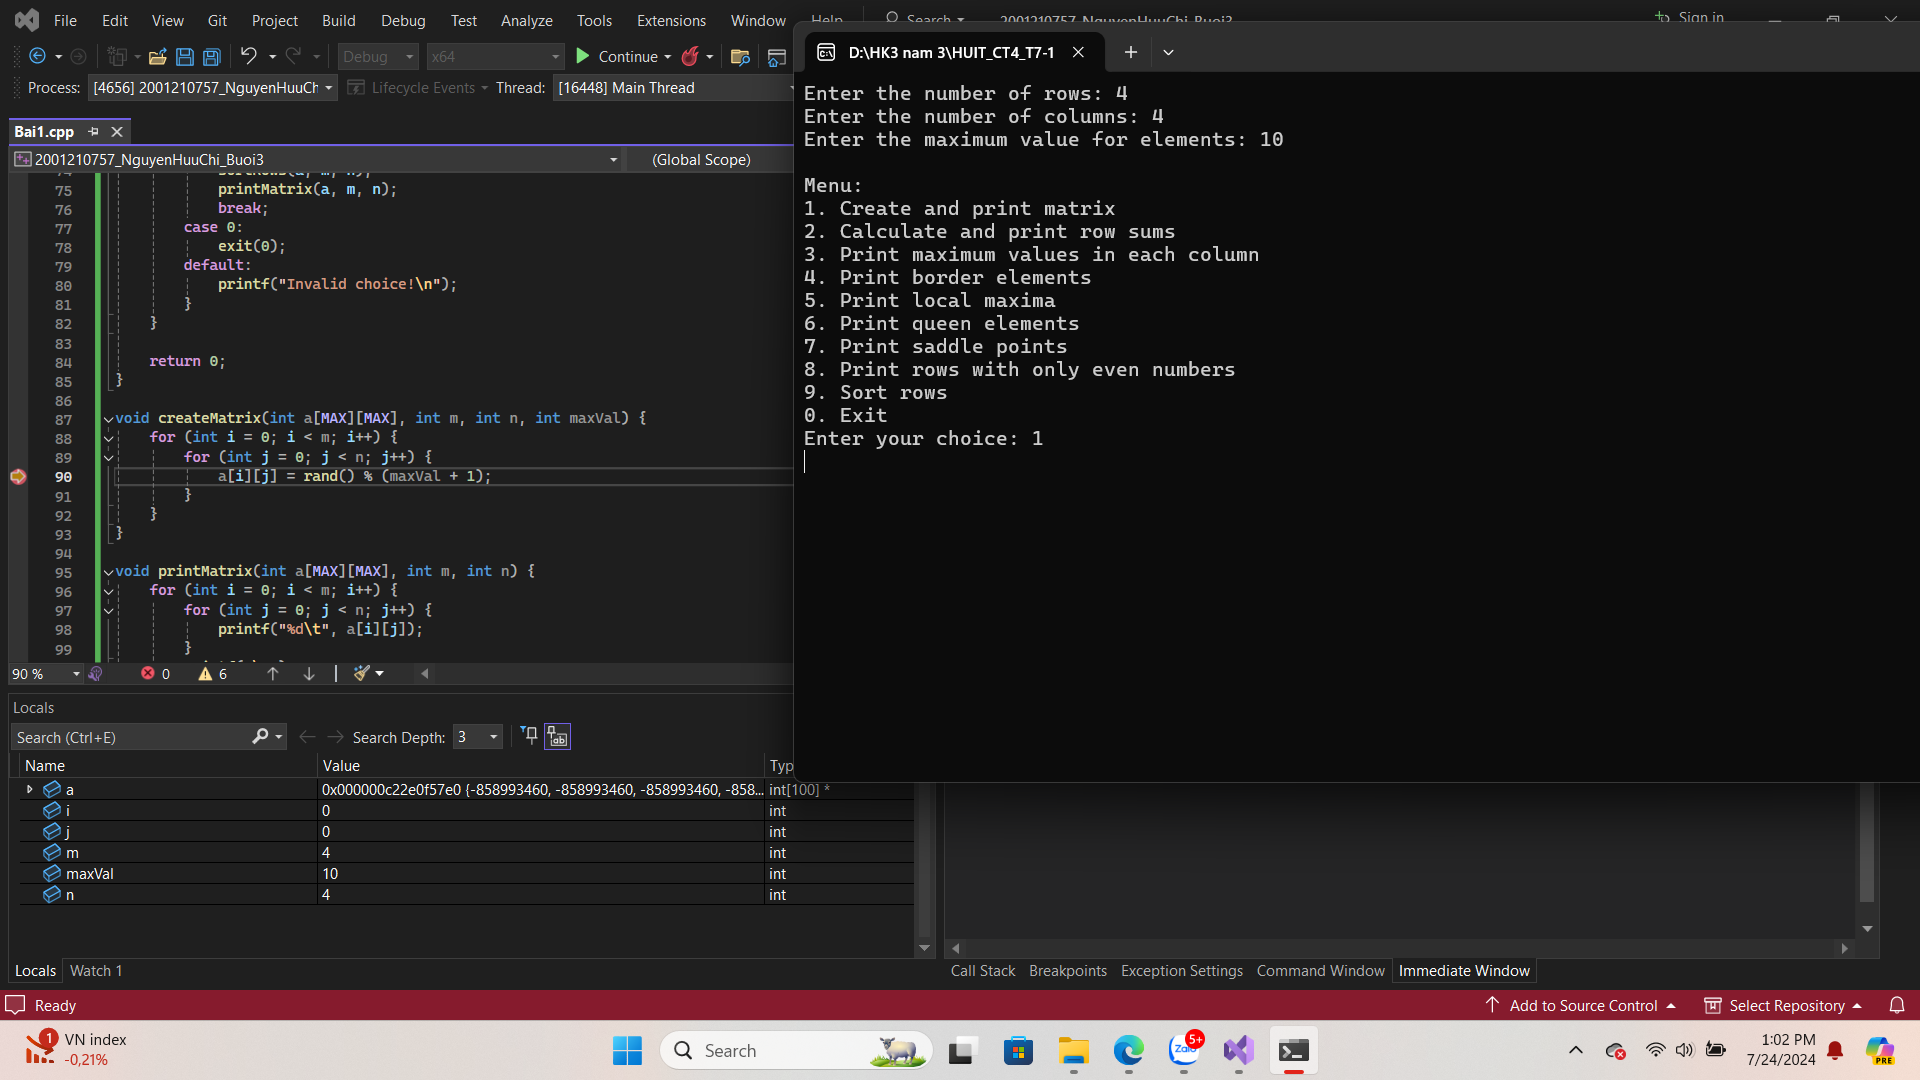 File Edit View Git Project Build Debug Test Analyze Tools Extensions Window Help Search 2001210757_NguyenHuuChi_Buoi3 Sign in
Debug x64 Continue
Process: [4656] 2001210757_NguyenHuuCh Lifecycle Events Thread: [16448] Main Thread
Bai1.cpp
2001210757_NguyenHuuChi_Buoi3 (Global Scope)
74 sortRows(a, m, n);
75 printMatrix(a, m, n);
76 break;
77 case 0:
78 exit(0);
79 default:
80 printf("Invalid choice!\n");
81 }
82 }
83
84 return 0;
85 }
86
87 void createMatrix(int a[MAX][MAX], int m, int n, int maxVal) {
88 for (int i = 0; i < m; i++) {
89 for (int j = 0; j < n; j++) {
90 a[i][j] = rand() % (maxVal + 1);
91 }
92 }
93 }
94
95 void printMatrix(int a[MAX][MAX], int m, int n) {
96 for (int i = 0; i < m; i++) {
97 for (int j = 0; j < n; j++) {
98 printf("%d\t", a[i][j]);
99 }
90 % 0 6
D:\HK3 nam 3\HUIT_CT4_T7-1
Enter the number of rows: 4
Enter the number of columns: 4
Enter the maximum value for elements: 10
Menu:
1. Create and print matrix
2. Calculate and print row sums
3. Print maximum values in each column
4. Print border elements
5. Print local maxima
6. Print queen elements
7. Print saddle points
8. Print rows with only even numbers
9. Sort rows
0. Exit
Enter your choice: 1
Locals
Search (Ctrl+E) Search Depth: 3
Name Value Typ
a 0x000000c22e0f57e0 {-858993460, -858993460, -858993460, -858... int[100] *
i 0 int
j 0 int
m 4 int
maxVal 10 int
n 4 int
Locals Watch 1
Call Stack Breakpoints Exception Settings Command Window Immediate Window
Ready Add to Source Control Select Repository
1 VN index
-0,21%
Search
Zalo 5+
1:02 PM
7/24/2024
PRE